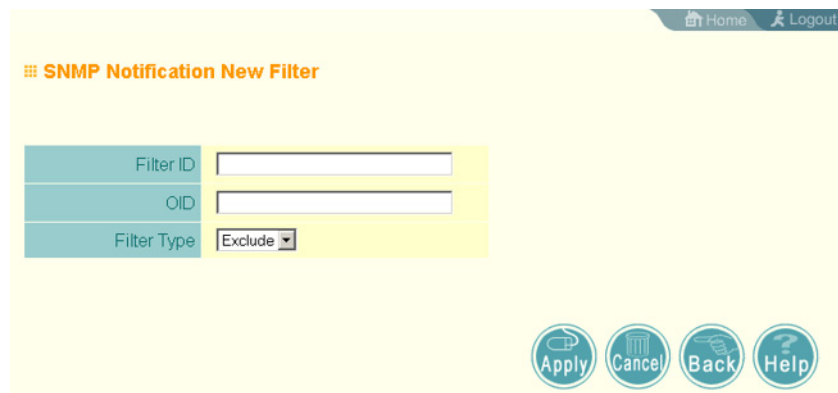 Home Logout
SNMP Notification New Filter
Filter ID
OID
Filter Type Exclude
Apply Cancel Back Help